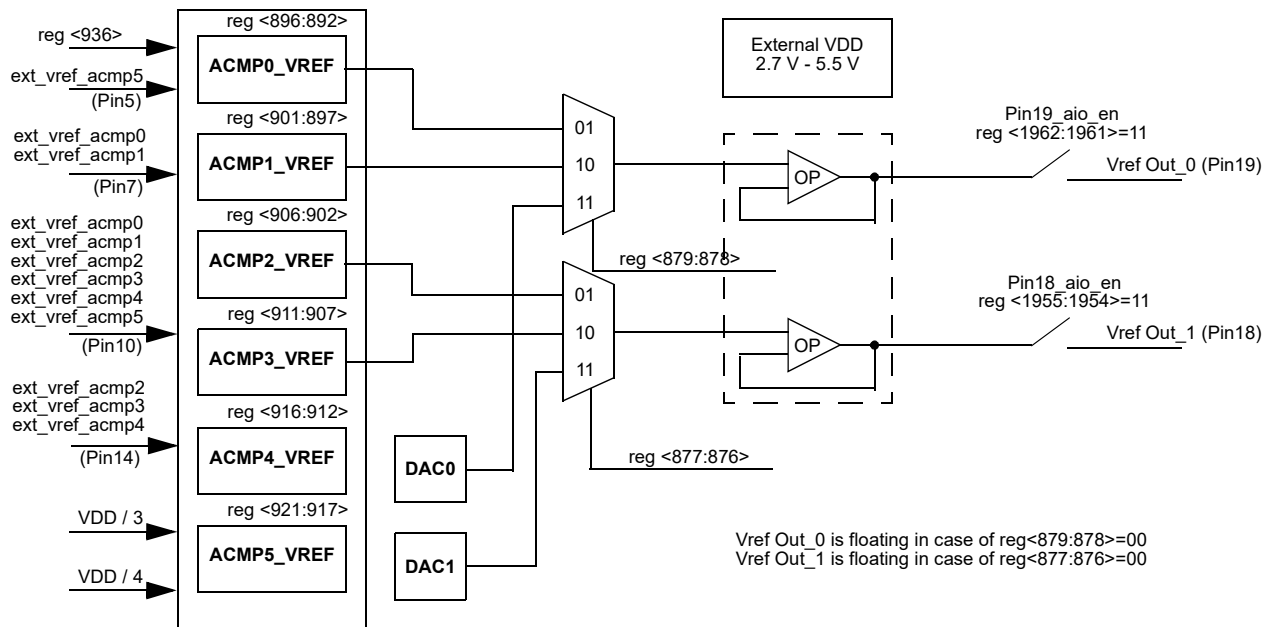 reg <936>
ext_vref_acmp5
(Pin5)
ext_vref_acmp0
ext_vref_acmp1
(Pin7)
ext_vref_acmp0
ext_vref_acmp1
ext_vref_acmp2
ext_vref_acmp3
ext_vref_acmp4
ext_vref_acmp5
(Pin10)
ext_vref_acmp2
ext_vref_acmp3
ext_vref_acmp4
(Pin14)
VDD / 3
VDD / 4
reg <896:892>
ACMP0_VREF
reg <901:897>
ACMP1_VREF
reg <906:902>
ACMP2_VREF
reg <911:907>
ACMP3_VREF
reg <916:912>
ACMP4_VREF
reg <921:917>
ACMP5_VREF
DAC0
DAC1
01
10
11
reg <879:878>
01
10
11
reg <877:876>
External VDD
2.7 V - 5.5 V
OP
OP
Pin19_aio_en
reg <1962:1961>=11
Vref Out_0 (Pin19)
Pin18_aio_en
reg <1955:1954>=11
Vref Out_1 (Pin18)
Vref Out_0 is floating in case of reg<879:878>=00
Vref Out_1 is floating in case of reg<877:876>=00